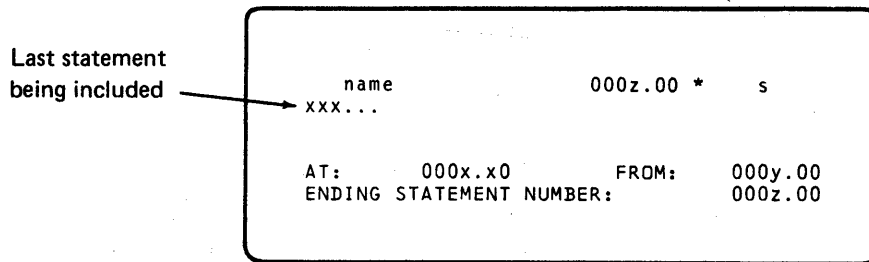 Last statement
being included
name 000z.00 * s
xxx...
AT: 000x.x0 FROM: 000y.00
ENDING STATEMENT NUMBER: 000z.00